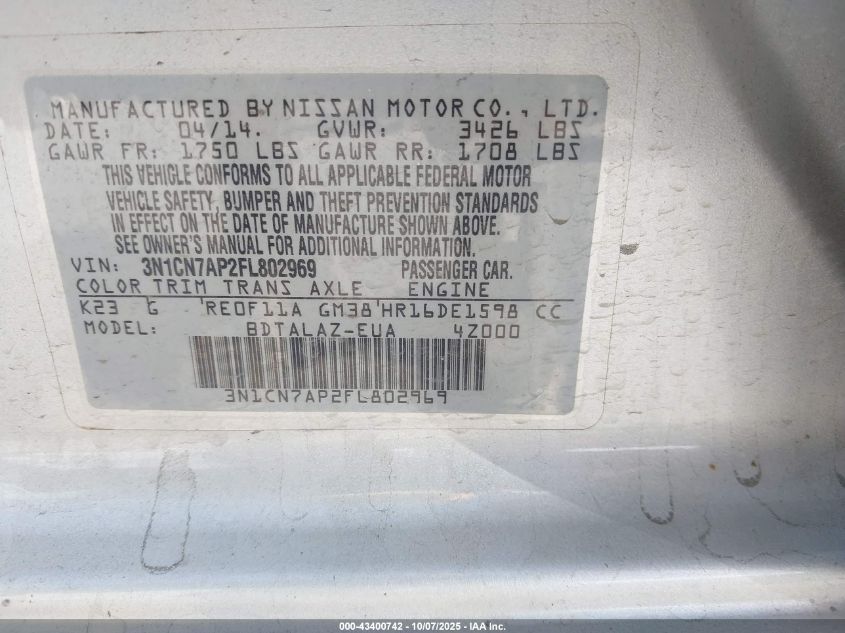 MANUFACTURED BY NISSAN MOTOR CO., LTD.
DATE: 04/14. GVWR: 3426 LBS
GAWR FR: 1750 LBS GAWR RR: 1708 LBS
THIS VEHICLE CONFORMS TO ALL APPLICABLE FEDERAL MOTOR
VEHICLE SAFETY, BUMPER AND THEFT PREVENTION STANDARDS
IN EFFECT ON THE DATE OF MANUFACTURE SHOWN ABOVE.
SEE OWNER'S MANUAL FOR ADDITIONAL INFORMATION.
VIN: 3N1CN7AP2FL802969 PASSENGER CAR.
COLOR TRIM TRANS AXLE ENGINE
K23 G 'RE0F11A GM38'HR16DE1598 CC
MODEL: BDTALAZ-EUA 4Z000
3N1CN7AP2FL802969
000-43400742 - 10/07/2025 - IAA Inc.